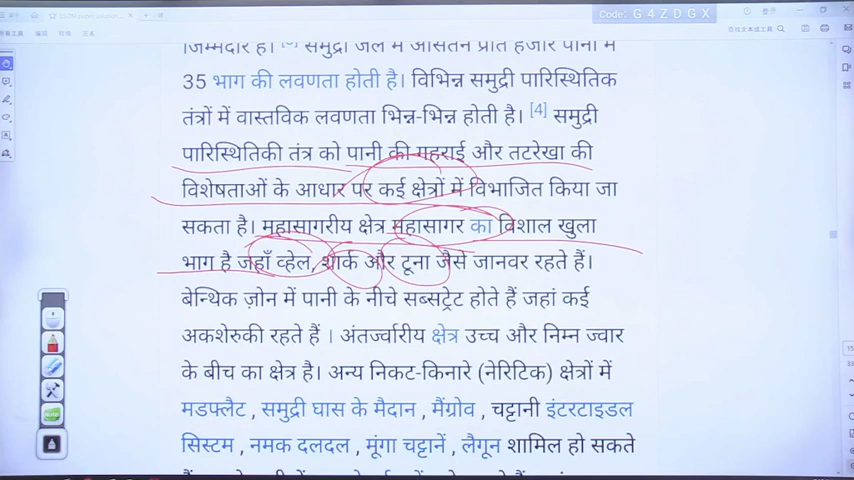 Code: G 4 Z D G X
35 भाग की लवणता होती है। विभिन्न समुद्री पारिस्थितिक
तंत्रों में वास्तविक लवणता भिन्न-भिन्न होती है। [4] समुद्री
पारिस्थितिकी तंत्र को पानी की गहराई और तटरेखा की
विशेषताओं के आधार पर कई क्षेत्रों में विभाजित किया जा
सकता है। महासागरीय क्षेत्र महासागर का विशाल खुला
भाग है जहाँ व्हेल, शार्क और टूना जैसे जानवर रहते हैं।
बेन्थिक ज़ोन में पानी के नीचे सब्सट्रेट होते हैं जहां कई
अकशेरुकी रहते हैं । अंतर्ज्वारीय क्षेत्र उच्च और निम्न ज्वार
के बीच का क्षेत्र है। अन्य निकट-किनारे (नेरिटिक) क्षेत्रों में
मडफ्लैट , समुद्री घास के मैदान , मैंग्रोव , चट्टानी इंटरटाइडल
सिस्टम , नमक दलदल , मूंगा चट्टानें , लैगून शामिल हो सकते